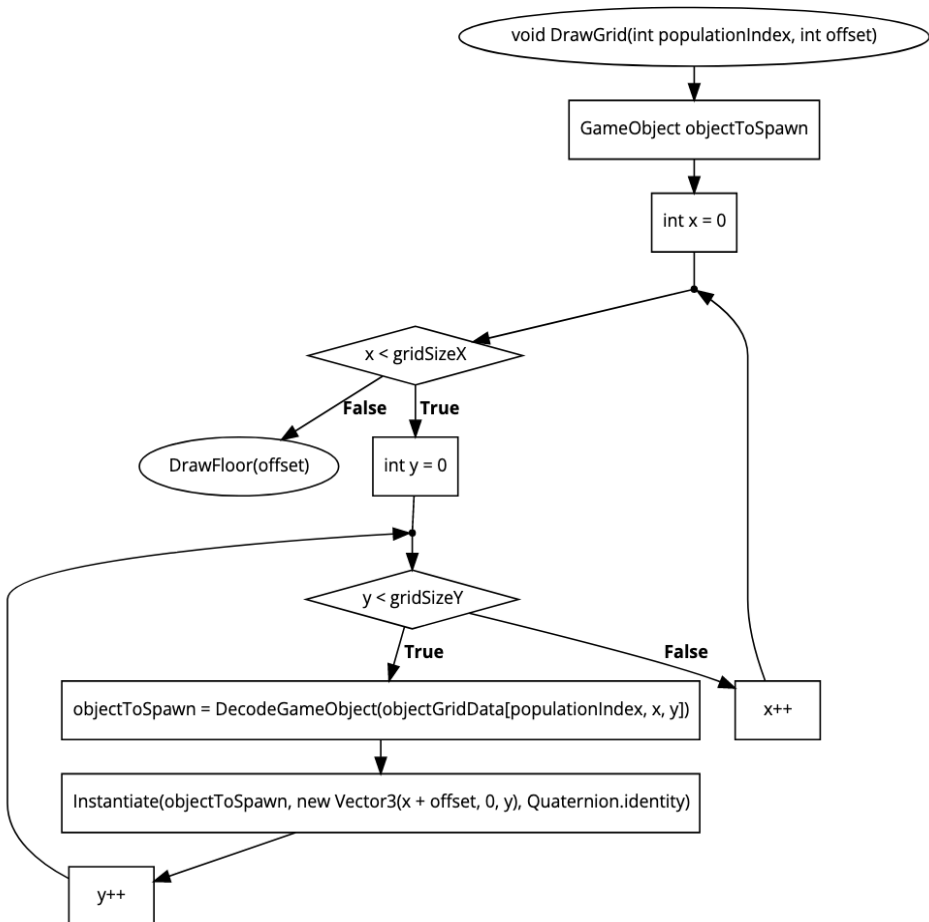 void DrawGrid(int populationIndex, int offset)
GameObject objectToSpawn
int x = 0
x < gridSizeX
False
True
DrawFloor(offset)
int y = 0
y < gridSizeY
True
False
objectToSpawn = DecodeGameObject(objectGridData[populationIndex, x, y])
x++
Instantiate(objectToSpawn, new Vector3(x + offset, 0, y), Quaternion.identity)
y++